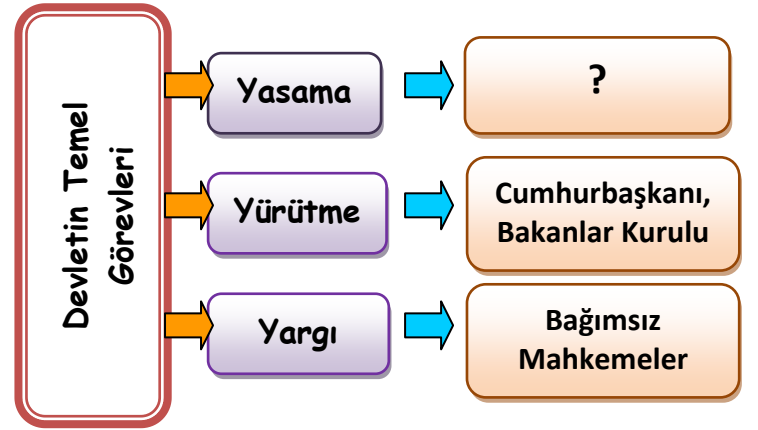 Devletin Temel
Görevleri
Yasama
?
Yürütme
Cumhurbaşkanı,
Bakanlar Kurulu
Yargı
Bağımsız
Mahkemeler